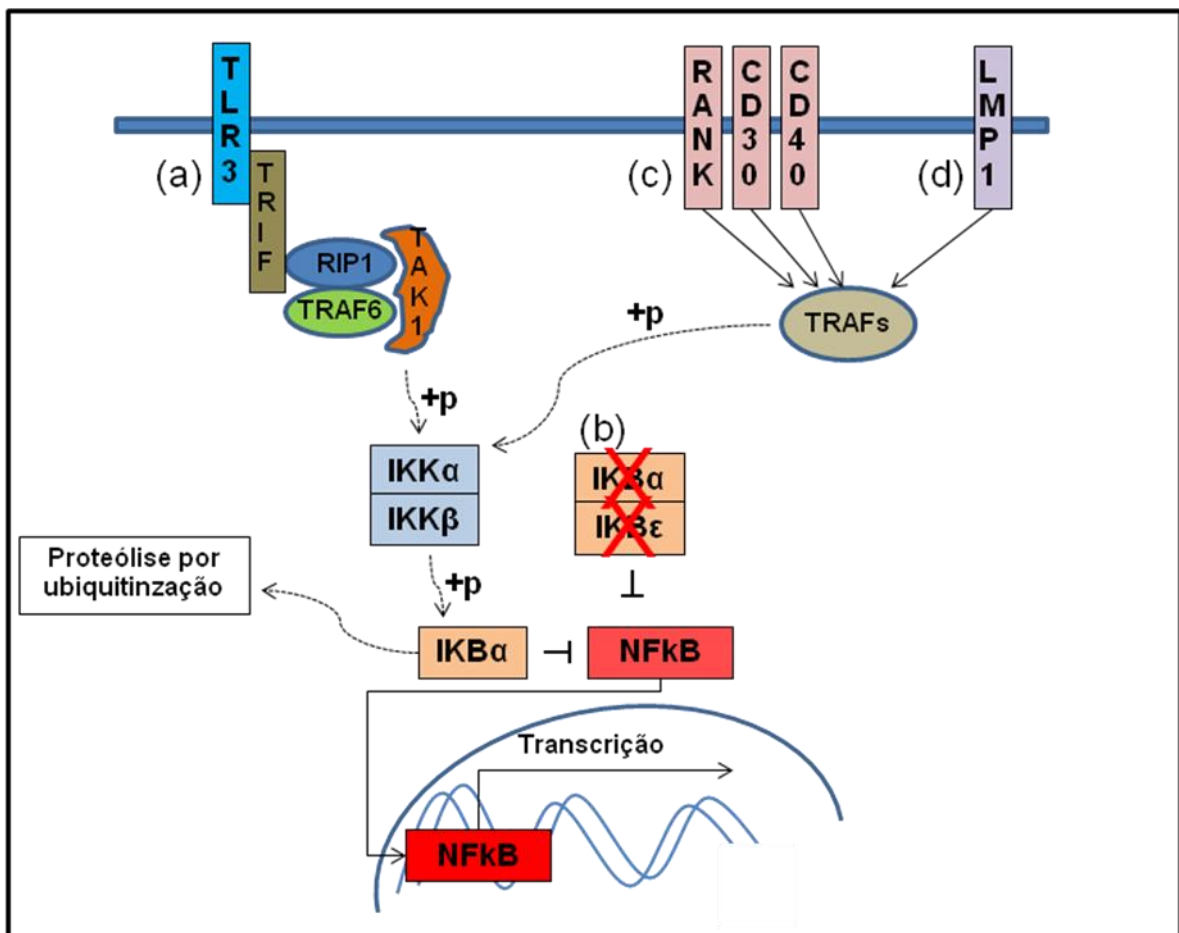 TLR3
RANK
CD30
CD40
LMP1
(a)
TRIF
(c)
(d)
RIP1
TAK1
TRAF6
TRAFs
+p
+p
(b)
IKKα
IKKβ
IKBα
IKBε
+p
Proteólise por
ubiquitinzação
IKBα
NFkB
Transcrição
NFkB